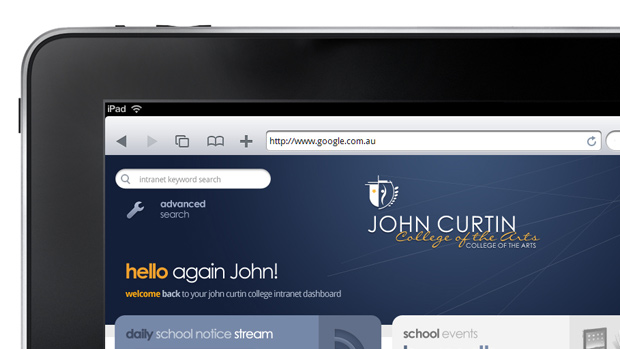 iPad
http://www.google.com.au
intranet keyword search
advanced
search
JOHN CURTIN
College of the Arts
COLLEGE OF THE ARTS
hello again John!
welcome back to your john curtin college intranet dashboard
daily school notice stream
school events